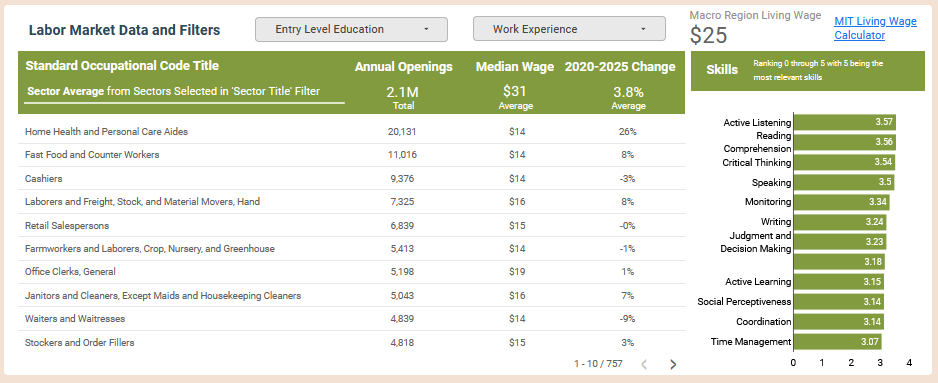 Labor Market Data and Filters
Entry Level Education
Work Experience
Macro Region Living Wage
$25
MIT Living Wage
Calculator
Standard Occupational Code Title Annual Openings Median Wage 2020-2025 Change
Sector Average from Sectors Selected in 'Sector Title' Filter 2.1M $31 3.8%
Total Average Average
Home Health and Personal Care Aides 20,131 $14 26%
Fast Food and Counter Workers 11,016 $14 8%
Cashiers 9,376 $14 -3%
Laborers and Freight, Stock, and Material Movers, Hand 7,325 $16 8%
Retail Salespersons 6,839 $15 -0%
Farmworkers and Laborers, Crop, Nursery, and Greenhouse 5,413 $14 -1%
Office Clerks, General 5,198 $19 1%
Janitors and Cleaners, Except Maids and Housekeeping Cleaners 5,043 $16 7%
Waiters and Waitresses 4,839 $14 -9%
Stockers and Order Fillers 4,818 $15 3%
1 - 10 / 757
Skills
Ranking 0 through 5 with 5 being the
most relevant skills
Active Listening 3.57
Reading
Comprehension 3.56
Critical Thinking 3.54
Speaking 3.5
Monitoring 3.34
Writing 3.24
Judgment and
Decision Making 3.23
3.18
Active Learning 3.15
Social Perceptiveness 3.14
Coordination 3.14
Time Management 3.07
0 1 2 3 4